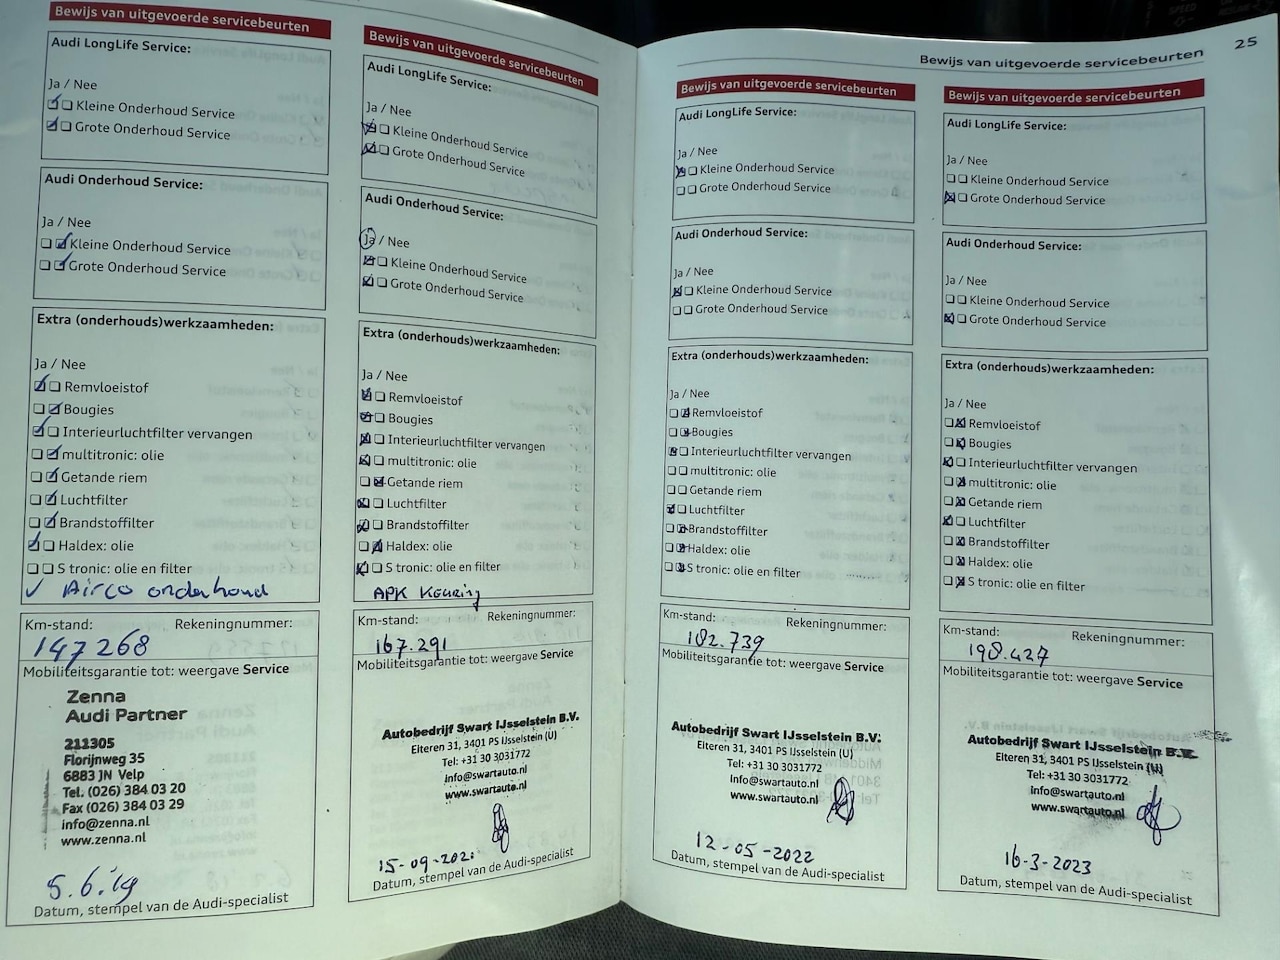 25
Bewijs van uitgevoerde servicebeurten
Bewijs van uitgevoerde servicebeurten
Audi LongLife Service:
Ja / Nee
Kleine Onderhoud Service
Grote Onderhoud Service
Audi Onderhoud Service:
Ja / Nee
Kleine Onderhoud Service
Grote Onderhoud Service
Extra (onderhouds)werkzaamheden:
Ja / Nee
Remvloeistof
Bougies
Interieurluchtfilter vervangen
multitronic: olie
Getande riem
Luchtfilter
Brandstoffilter
Haldex: olie
S tronic: olie en filter
✓ Airco onderhoud
Km-stand: Rekeningnummer:
147268
Mobiliteitsgarantie tot: weergave Service
Zenna
Audi Partner
211305
Florijnweg 35
6883 JN Velp
Tel. (026) 384 03 20
Fax (026) 384 03 29
info@zenna.nl
www.zenna.nl
5.6.'19
Datum, stempel van de Audi-specialist
Bewijs van uitgevoerde servicebeurten
Audi LongLife Service:
Ja / Nee
Kleine Onderhoud Service
Grote Onderhoud Service
Audi Onderhoud Service:
Ja / Nee
Kleine Onderhoud Service
Grote Onderhoud Service
Extra (onderhouds)werkzaamheden:
Ja / Nee
Remvloeistof
Bougies
Interieurluchtfilter vervangen
multitronic: olie
Getande riem
Luchtfilter
Brandstoffilter
Haldex: olie
S tronic: olie en filter
APK Keuring
Km-stand: Rekeningnummer:
167.291
Mobiliteitsgarantie tot: weergave Service
Autobedrijf Swart IJsselstein B.V.
Eiteren 31, 3401 PS IJsselstein (U)
Tel: +31 30 3031772
info@swartauto.nl
www.swartauto.nl
Datum, stempel van de Audi-specialist
Bewijs van uitgevoerde servicebeurten
Audi LongLife Service:
Ja / Nee
Kleine Onderhoud Service
Grote Onderhoud Service
Audi Onderhoud Service:
Ja / Nee
Kleine Onderhoud Service
Grote Onderhoud Service
Extra (onderhouds)werkzaamheden:
Ja / Nee
Remvloeistof
Bougies
Interieurluchtfilter vervangen
multitronic: olie
Getande riem
Luchtfilter
Brandstoffilter
Haldex: olie
S tronic: olie en filter
Km-stand: Rekeningnummer:
182.739
Mobiliteitsgarantie tot: weergave Service
Autobedrijf Swart IJsselstein B.V.
Eiteren 31, 3401 PS IJsselstein (U)
Tel: +31 30 3031772
info@swartauto.nl
www.swartauto.nl
12-05-2022
Datum, stempel van de Audi-specialist
Bewijs van uitgevoerde servicebeurten
Audi LongLife Service:
Ja / Nee
Kleine Onderhoud Service
Grote Onderhoud Service
Audi Onderhoud Service:
Ja / Nee
Kleine Onderhoud Service
Grote Onderhoud Service
Extra (onderhouds)werkzaamheden:
Ja / Nee
Remvloeistof
Bougies
Interieurluchtfilter vervangen
multitronic: olie
Getande riem
Luchtfilter
Brandstoffilter
Haldex: olie
S tronic: olie en filter
Km-stand: Rekeningnummer:
198.427
Mobiliteitsgarantie tot: weergave Service
Autobedrijf Swart IJsselstein B.V.
Eiteren 31, 3401 PS IJsselstein (U)
Tel: +31 30 3031772
info@swartauto.nl
www.swartauto.nl
16-3-2023
Datum, stempel van de Audi-specialist